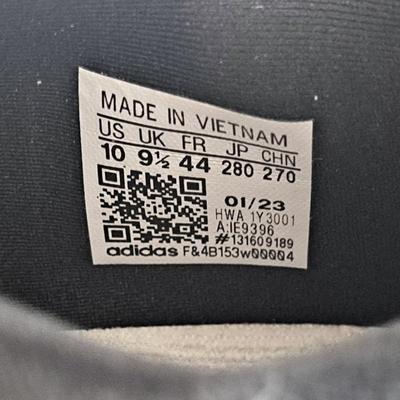 MADE IN VIETNAM
US UK FR JP CHN
10 9½ 44 280 270
01/23
HWA 1Y3001
A:IE9396
#131609189
adidas F&4B153w00004